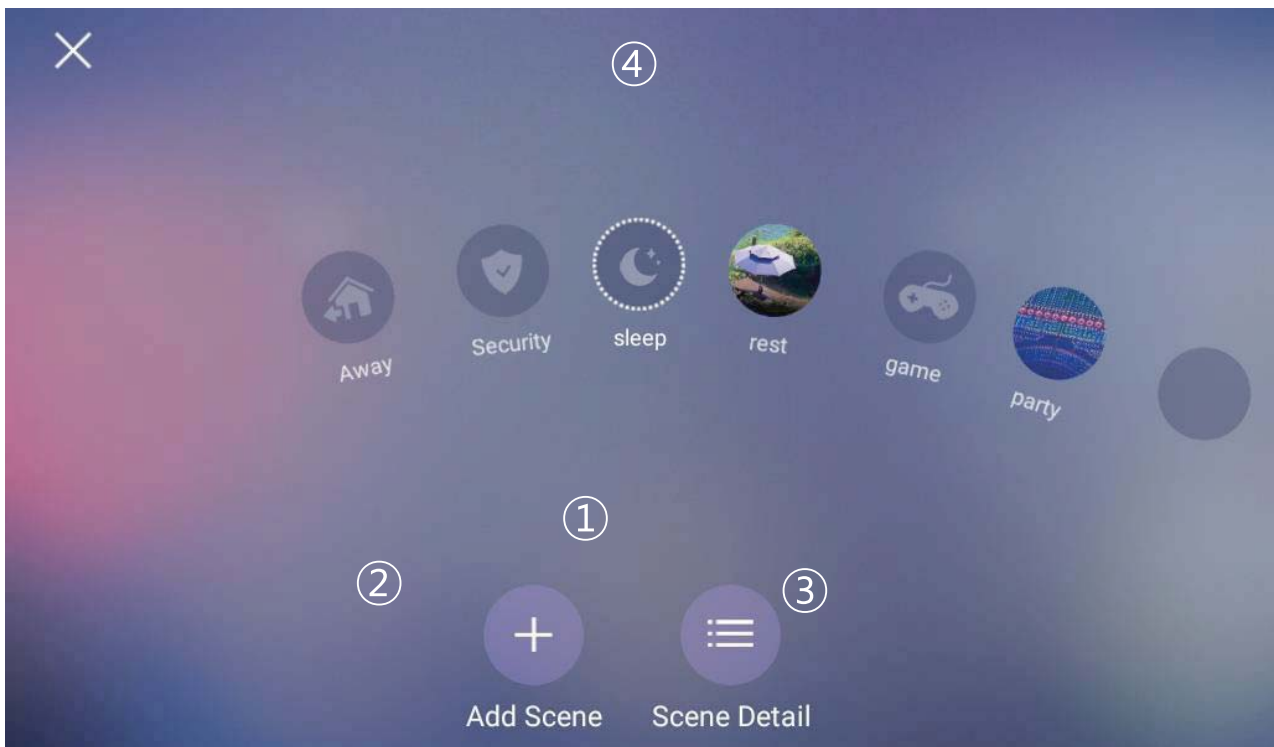 ④
Away
Security
sleep
rest
game
party
①
②
③
Add Scene
Scene Detail